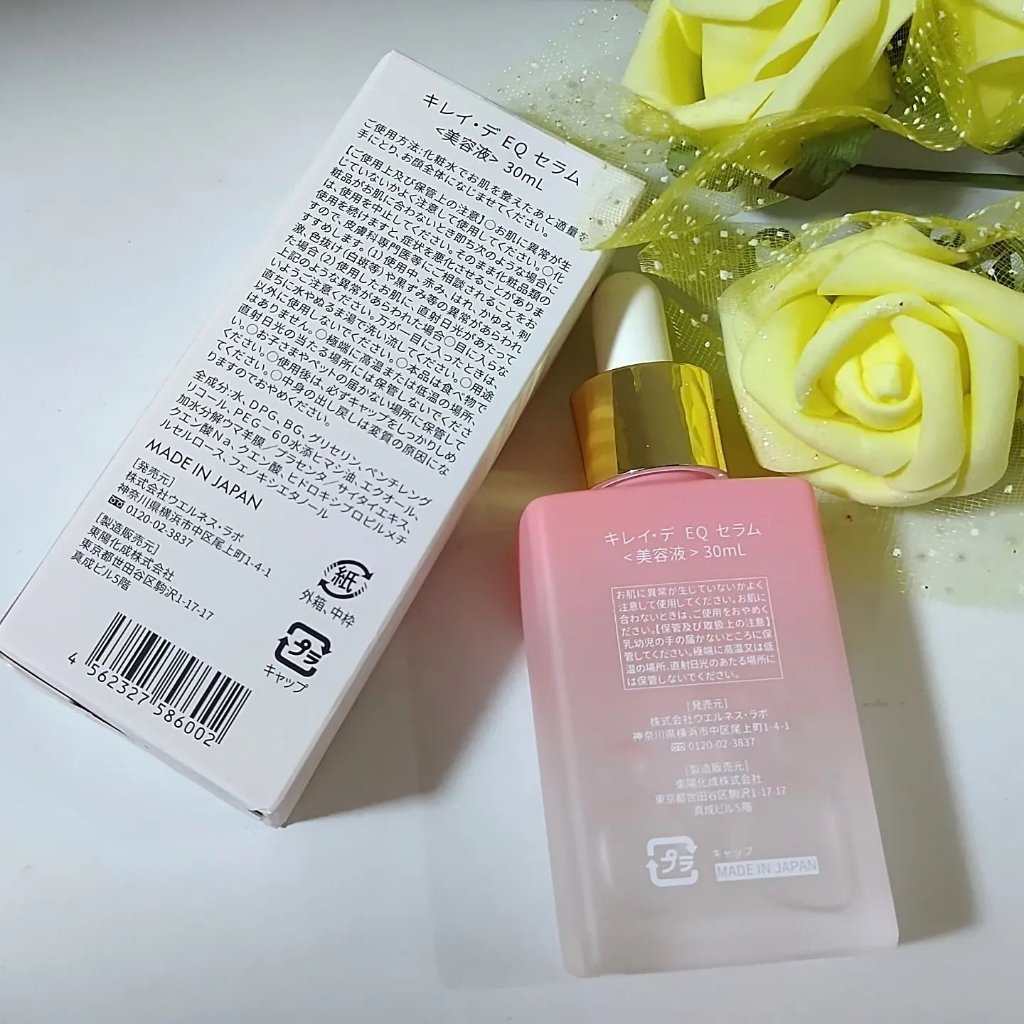 キレイ・デ EQ セラム
<美容液> 30mL
ご使用方法:化粧水でお肌を整えたあと適量を
手にとり、お顔全体になじませてください。
【ご使用上及び保管上の注意】〇お肌に異常が生
じていないかよく注意して使用してください。〇化
粧品がお肌に合わないとき即ち次のような場合に
は、使用を中止してください。そのまま化粧品類の
使用を続けますと、症状を悪化させることがありま
すので、皮膚科専門医等にご相談されることをお
すすめします。(1)使用中、赤み、はれ、かゆみ、刺
激、色抜け(白斑等)や黒ずみ等の異常があらわれ
た場合(2)使用したお肌に、直射日光があたって
上記のような異常があらわれた場合〇目に入らな
いようご注意ください。万が一目に入ったときは、
直ちに水やぬるま湯で洗い流してください。〇用途
以外に使用しないでください。〇本品は食べ物で
はありません。〇極端に高温または低温の場所、
直射日光の当たる場所には保管しないでくださ
い。〇お子さまやペットの届かない場所に保管して
ください。〇使用後は、必ずキャップをしっかりしめ
てください。〇中身の出し戻しは変質の原因にな
りますのでおやめください。
全成分:水、DPG、BG、グリセリン、ペンチレング
リコール、PEG-60水添ヒマシ油、エクオール、
加水分解ウマ手膜、プラセンタ/サイタイエキス、
クエン酸Na、クエン酸、ヒドロキシプロピルメチ
ルセルロース、フェノキシエタノール
MADE IN JAPAN
[発売元]
株式会社ウエルネス・ラボ
神奈川県横浜市中区尾上町1-4-1
0120-02-3837
[製造販売元]
東陽化成株式会社
東京都世田谷区駒沢1-17-17
真成ビル5階
紙
外箱、中枠
プラ
キャップ
4 562327 586002
キレイ・デ EQ セラム
<美容液> 30mL
お肌に異常が生じていないかよく
注意して使用してください。お肌に
合わないときは、ご使用をおやめく
ださい。【保管及び取扱上の注意】
乳幼児の手の届かないところに保
管してください。極端に高温又は低
温の場所、直射日光のあたる場所に
は保管しないでください。
[発売元]
株式会社ウエルネス・ラボ
神奈川県横浜市中区尾上町1-4-1
0120-02-3837
[製造販売元]
東陽化成株式会社
東京都世田谷区駒沢1-17-17
真成ビル5階
プラ
キャップ
MADE IN JAPAN